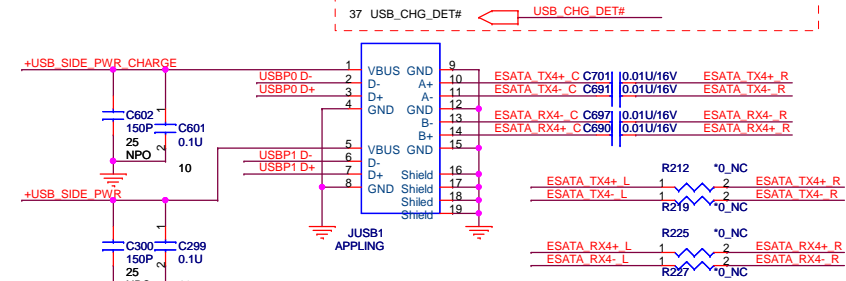 37 USB_CHG_DET# USB_CHG_DET#
+USB_SIDE_PWR_CHARGE
USBP0 D-
USBP0 D+
1 VBUS GND 9
2 D- A+ 10
3 D+ A- 11
4 GND GND 12
B- 13
B+ 14
5 VBUS GND 15
6 D-
7 D+ Shield 16
8 GND Shield 17
Shiled 18
Shield 19
JUSB1
APPLING
USBP1 D-
USBP1 D+
ESATA_TX4+_C C701 0.01U/16V ESATA_TX4+_R
ESATA_TX4-_C C691 0.01U/16V ESATA_TX4-_R
ESATA_RX4-_C C697 0.01U/16V ESATA_RX4-_R
ESATA_RX4+_C C690 0.01U/16V ESATA_RX4+_R
C602
150P
25
NPO
1
C601
0.1U
2
10
+USB_SIDE_PWR
C300
150P
25
1
C299
0.1U
2
R212 *0_NC
ESATA_TX4+_L 1 2 ESATA_TX4+_R
ESATA_TX4-_L 1 2 ESATA_TX4-_R
R219 *0_NC
R225 *0_NC
ESATA_RX4+_L 1 2 ESATA_RX4+_R
ESATA_RX4-_L 1 2 ESATA_RX4-_R
R227 *0_NC